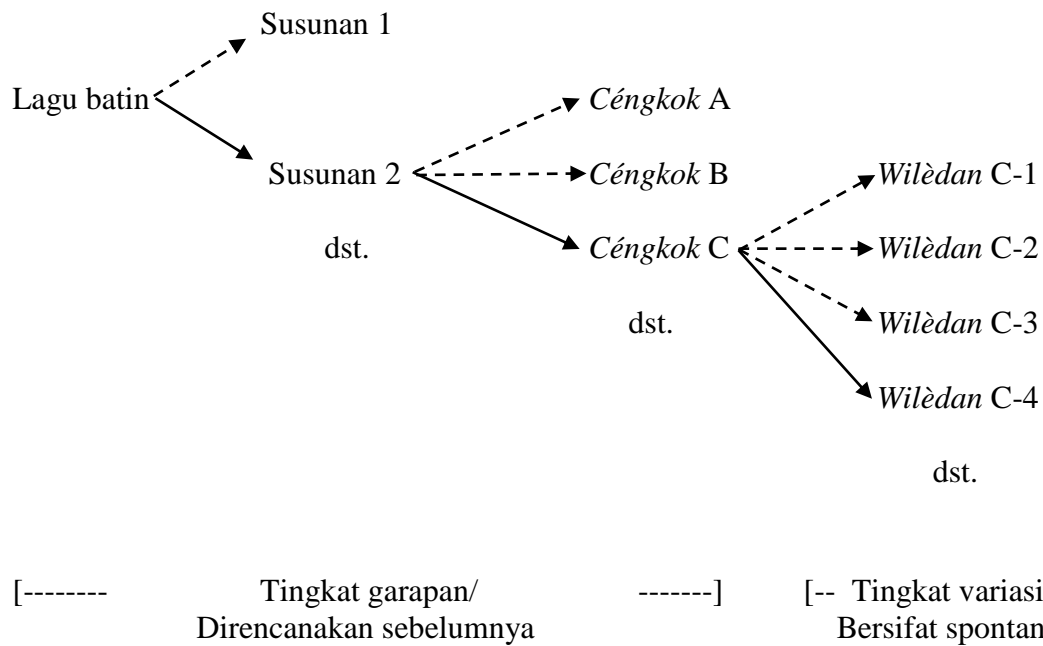 Susunan 1
Lagu batin Céngkok A
Susunan 2 Céngkok B Wilèdan C-1
dst. Céngkok C Wilèdan C-2
dst. Wilèdan C-3
Wilèdan C-4
dst.
[-------- Tingkat garapan/ -------] [-- Tingkat variasi
Direncanakan sebelumnya Bersifat spontan